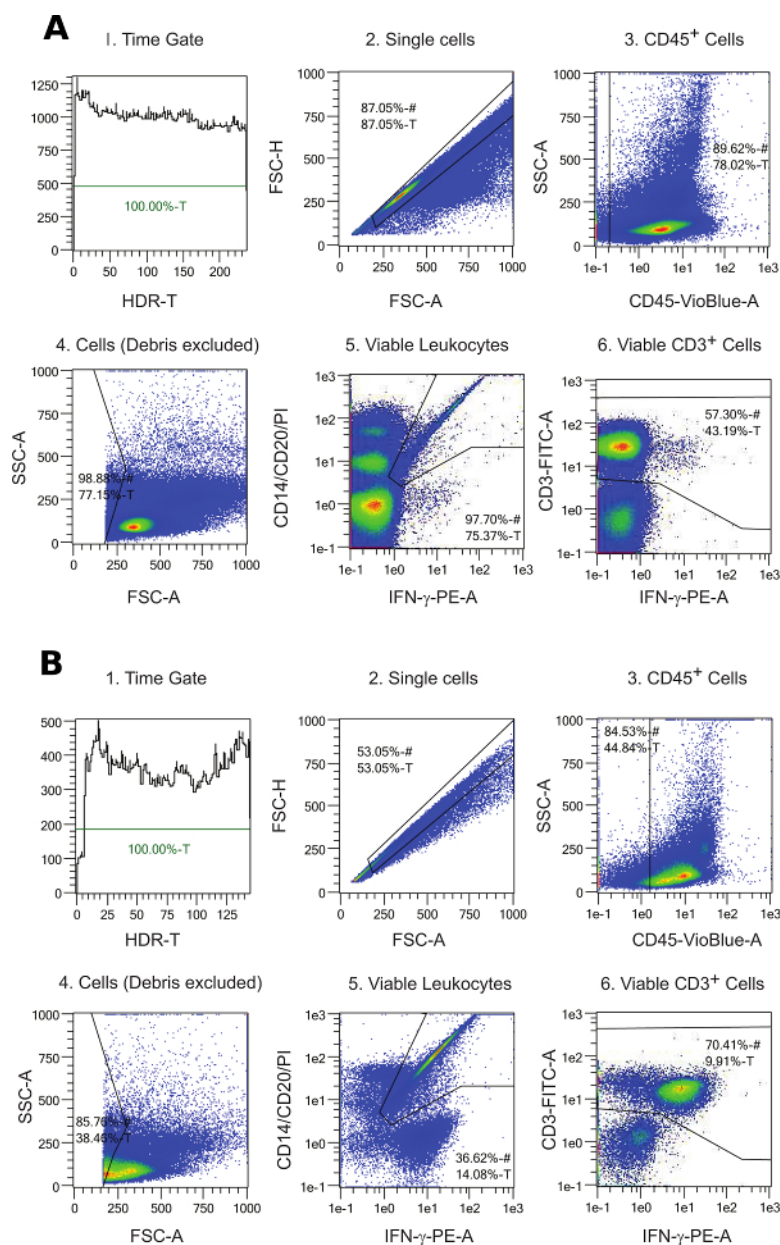 A
1. Time Gate
2. Single cells
3. CD45+ Cells
1250
1000
750
500
250
0
100.00%-T
0
100
200
HDR-T
FSC-H
1000
750
500
250
0
87.05%-#
87.05%-T
250
500
750
1000
FSC-A
SSC-A
1000
750
500
250
0
89.62%-#
78.02%-T
1e-1
1e0
1e1
1e2
1e3
CD45-VioBlue-A
4. Cells (Debris excluded)
5. Viable Leukocytes
6. Viable CD3+ Cells
SSC-A
1000
750
500
250
0
98.88%-#
77.15%-T
250
500
750
1000
FSC-A
CD14/CD20/PI
1e3
1e2
1e1
1e0
1e-1
97.70%-#
75.37%-T
1e-1
1e0
1e1
1e2
1e3
IFN-γ-PE-A
CD3-FITC-A
1e3
1e2
1e1
1e0
1e-1
57.30%-#
43.19%-T
1e-1
1e0
1e1
1e2
1e3
IFN-γ-PE-A
B
1. Time Gate
2. Single cells
3. CD45+ Cells
500
400
300
200
100
0
100.00%-T
0
25
50
75
100
125
HDR-T
FSC-H
1000
750
500
250
0
53.05%-#
53.05%-T
250
500
750
1000
FSC-A
SSC-A
1000
750
500
250
0
84.53%-#
44.84%-T
1e-1
1e0
1e1
1e2
1e3
CD45-VioBlue-A
4. Cells (Debris excluded)
5. Viable Leukocytes
6. Viable CD3+ Cells
SSC-A
1000
750
500
250
0
85.76%-#
38.46%-T
250
500
750
1000
FSC-A
CD14/CD20/PI
1e3
1e2
1e1
1e0
1e-1
36.62%-#
14.08%-T
1e-1
1e0
1e1
1e2
1e3
IFN-γ-PE-A
CD3-FITC-A
1e3
1e2
1e1
1e0
1e-1
70.41%-#
9.91%-T
1e-1
1e0
1e1
1e2
1e3
IFN-γ-PE-A